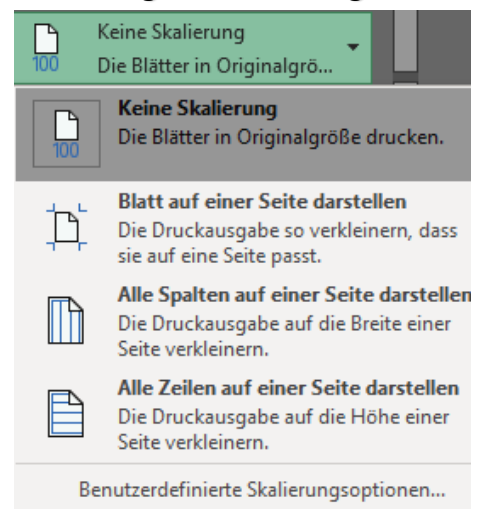 Keine Skalierung
100
Die Blätter in Originalgrö...
Keine Skalierung
100
Die Blätter in Originalgröße drucken.
Blatt auf einer Seite darstellen
Die Druckausgabe so verkleinern, dass
sie auf eine Seite passt.
Alle Spalten auf einer Seite darstellen
Die Druckausgabe auf die Breite einer
Seite verkleinern.
Alle Zeilen auf einer Seite darstellen
Die Druckausgabe auf die Höhe einer
Seite verkleinern.
Benutzerdefinierte Skalierungsoptionen...